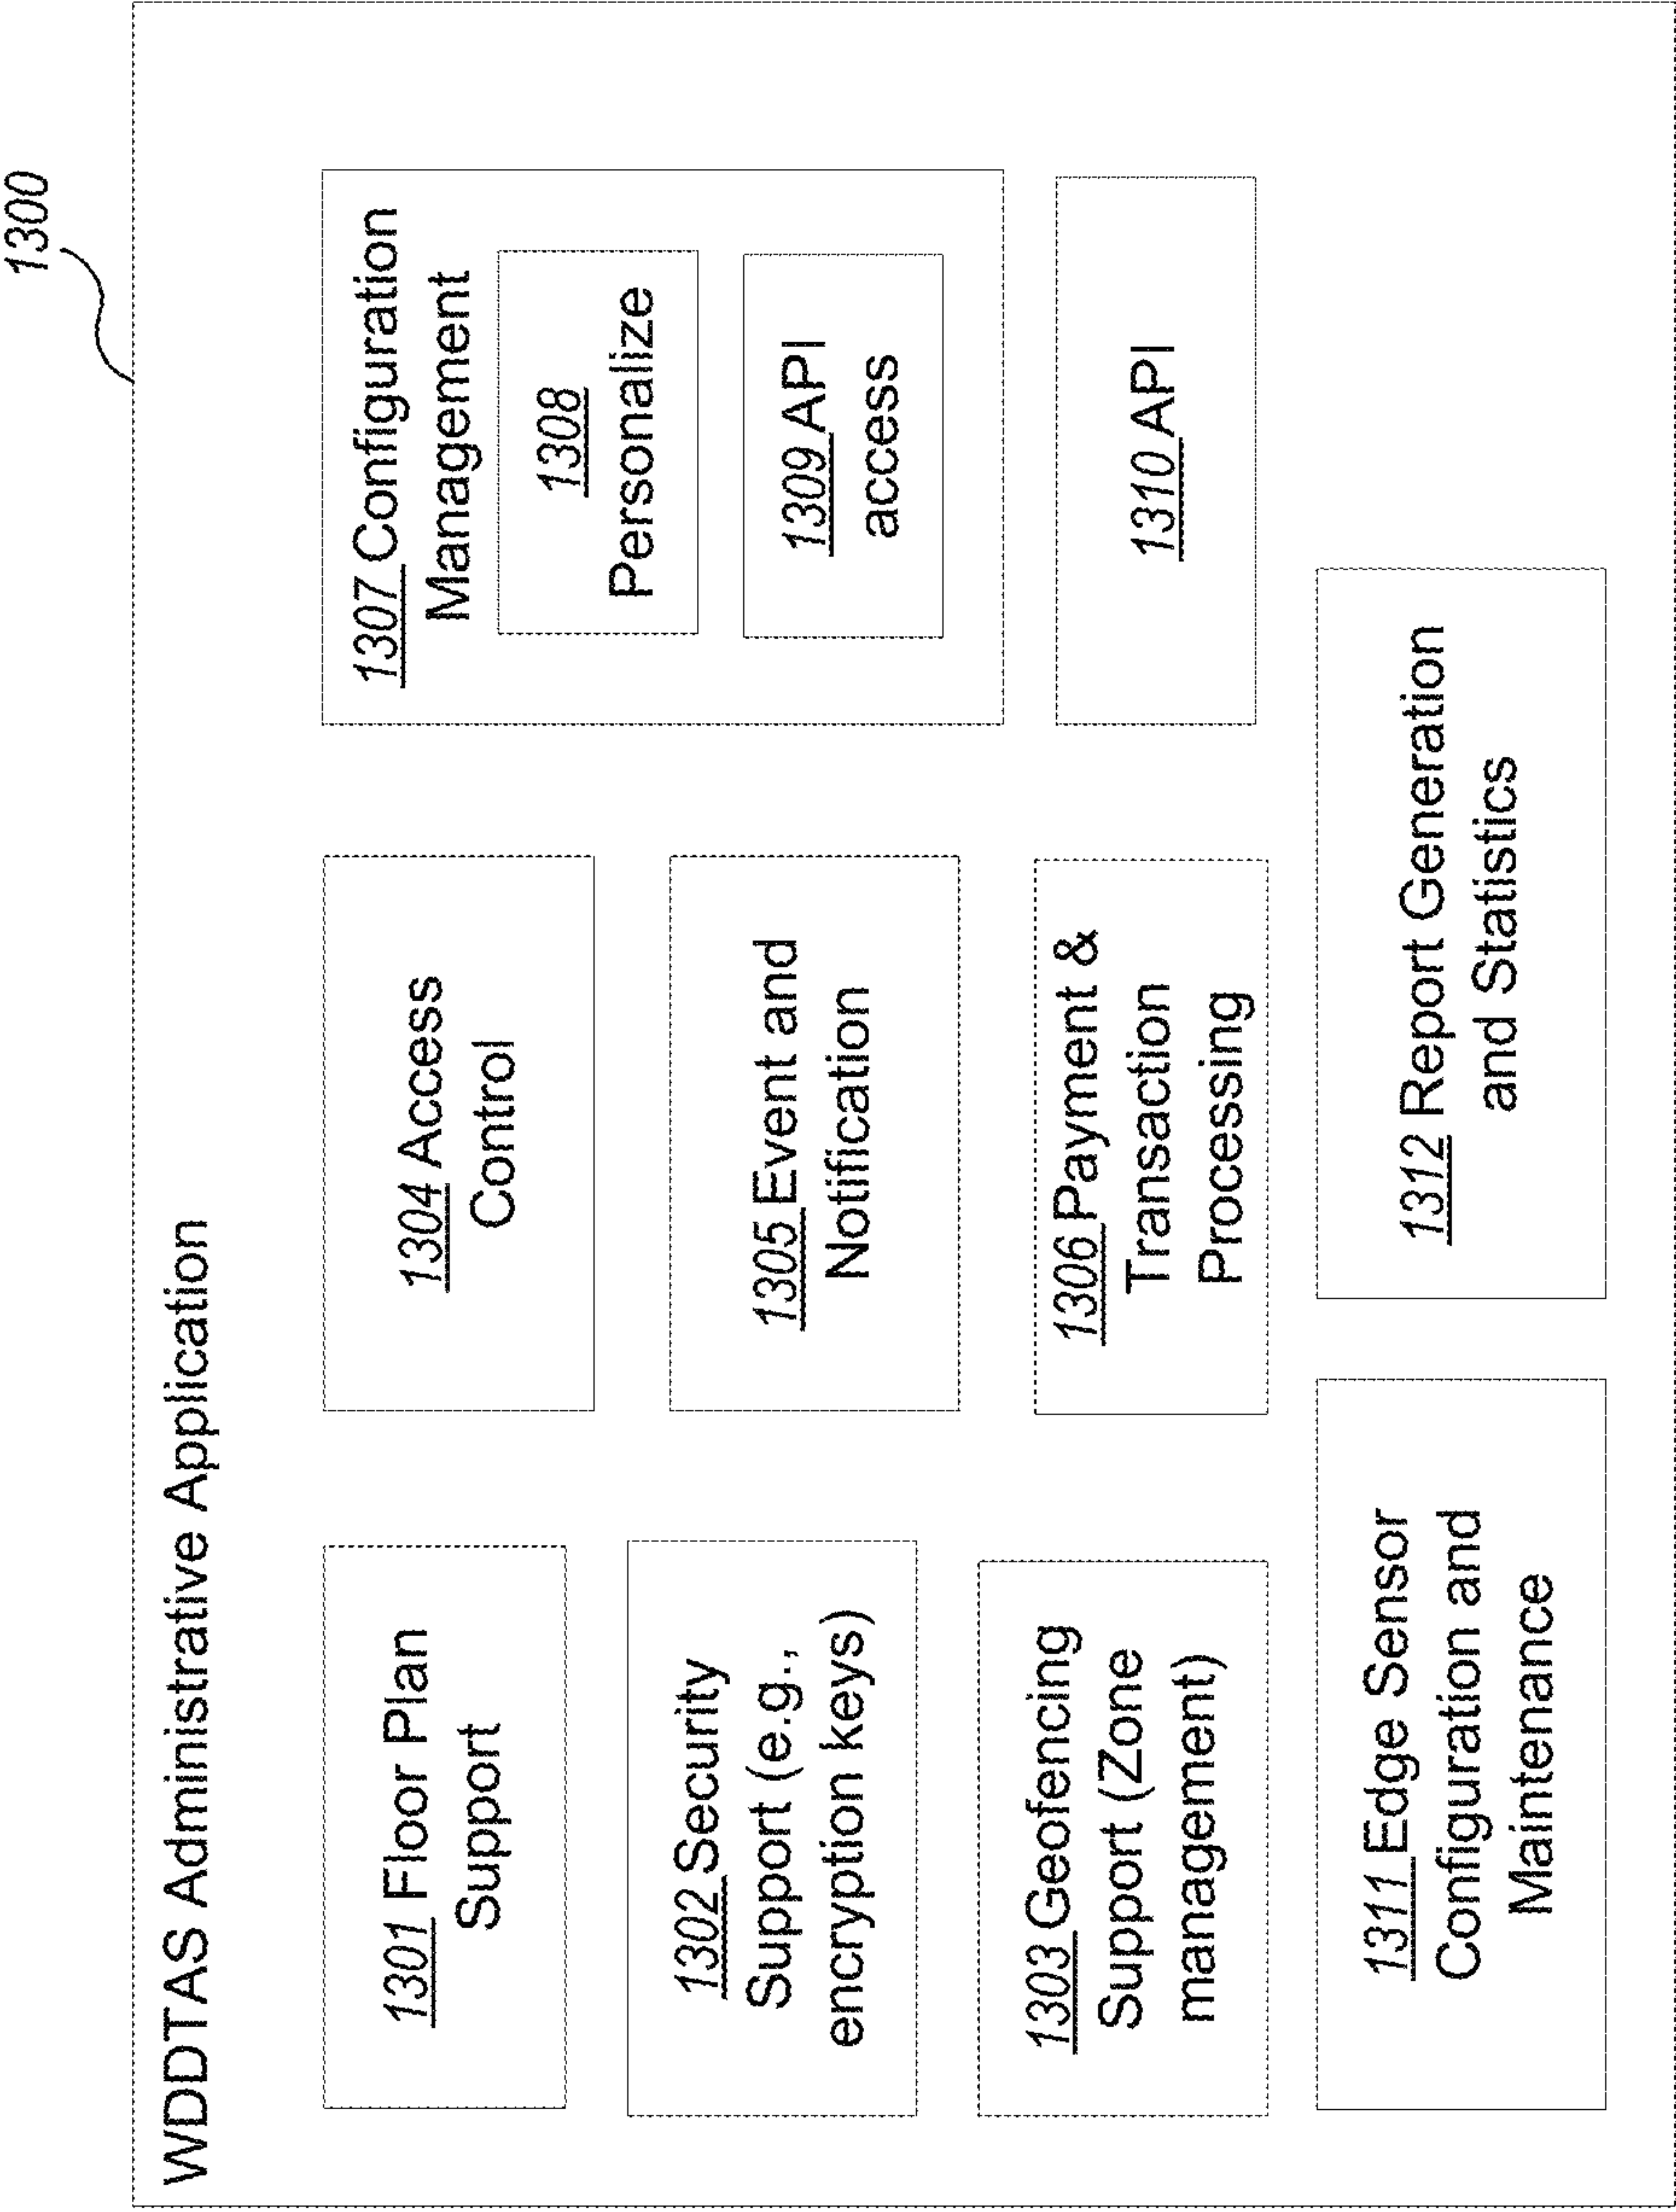 1300
WDDTAS Administrative Application
1301 Floor Plan
Support
1302 Security
Support (e.g.,
encryption keys)
1303 Geofencing
Support (Zone
management)
1304 Access
Control
1305 Event and
Notification
1306 Payment &
Transaction
Processing
1307 Configuration
Management
1308
Personalize
1309 API
access
1310 API
1311 Edge Sensor
Configuration and
Maintenance
1312 Report Generation
and Statistics